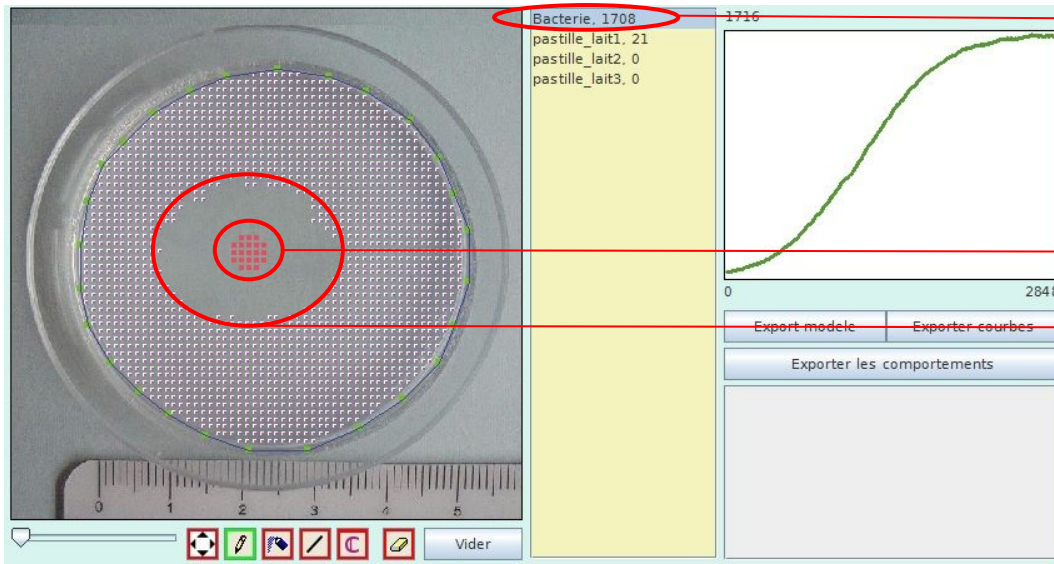 Bacterie, 1708
pastille_lait1, 21
pastille_lait2, 0
pastille_lait3, 0
1716
0 2848
Export modele Exporter courbes
Exporter les comportements
0 1 2 3 4 5
Vider